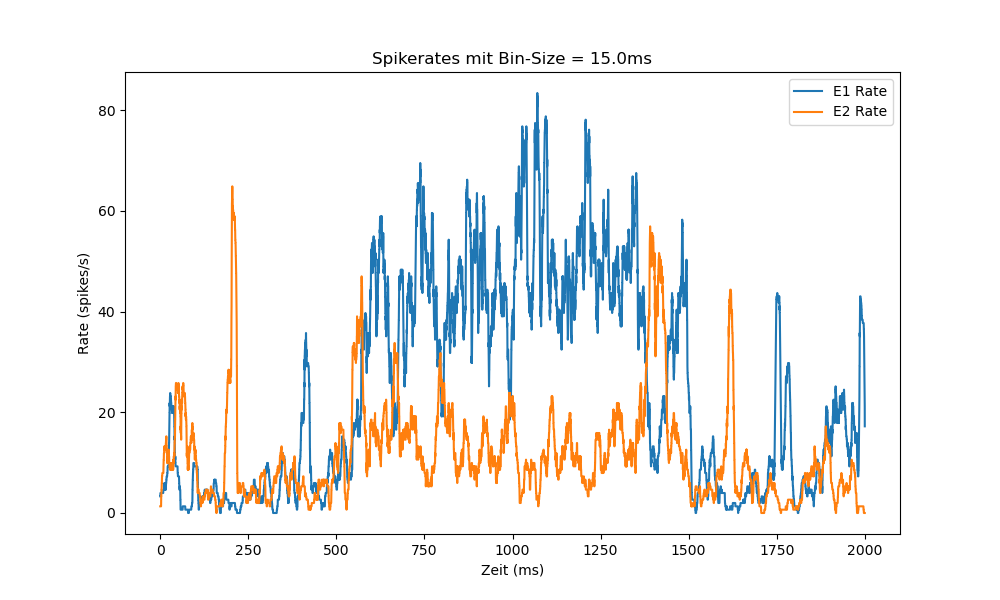 Spikerates mit Bin-Size = 15.0ms
E1 Rate
E2 Rate
Rate (spikes/s)
80
60
40
20
0
0 250 500 750 1000 1250 1500 1750 2000
Zeit (ms)